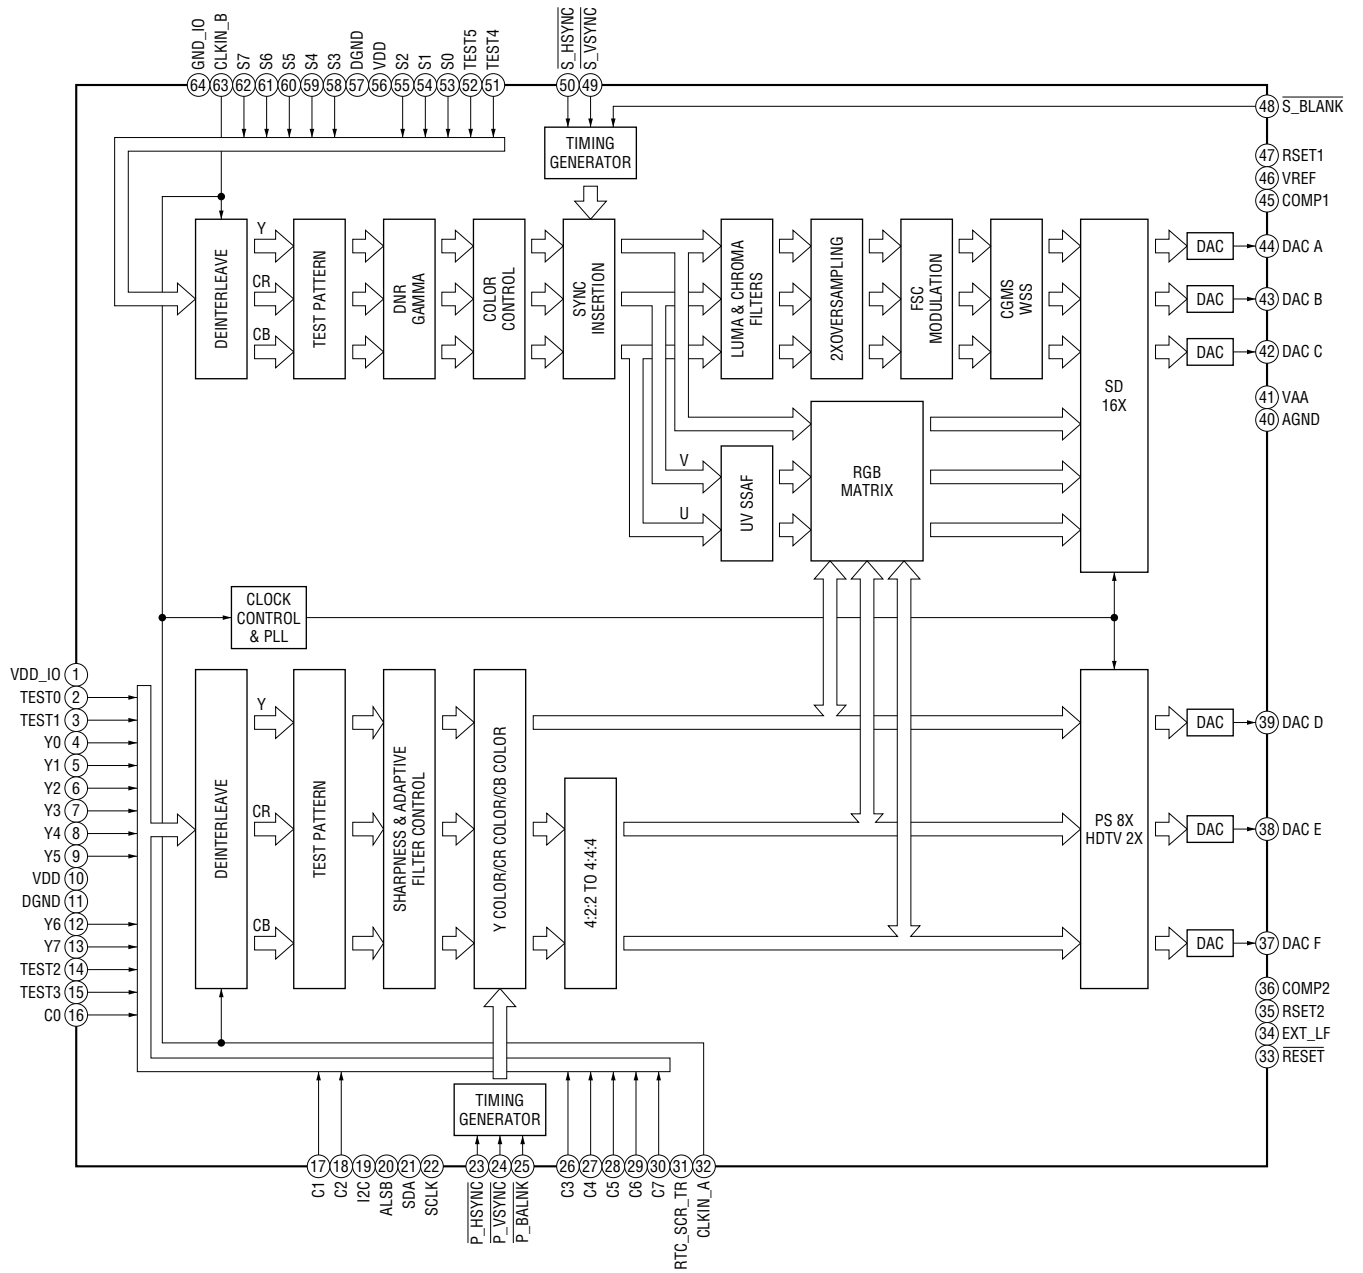 GND_IO
CLKIN_B
S7
S6
S5
S4
S3
DGND
VDD
S2
S1
S0
TEST5
TEST4
S_HSYNC
S_VSYNC
64
63
62
61
60
59
58
57
56
55
54
53
52
51
50
49
48 S_BLANK
TIMING
GENERATOR
47 RSET1
46 VREF
45 COMP1
DEINTERLEAVE
Y
CR
CB
TEST PATTERN
DNR
GAMMA
COLOR
CONTROL
SYNC
INSERTION
LUMA & CHROMA
FILTERS
2XOVERSAMPLING
FSC
MODULATION
CGMS
WSS
SD
16X
DAC
44 DAC A
DAC
43 DAC B
DAC
42 DAC C
41 VAA
40 AGND
V
U
UV SSAF
RGB
MATRIX
CLOCK
CONTROL
& PLL
VDD_IO 1
TEST0 2
TEST1 3
Y0 4
Y1 5
Y2 6
Y3 7
Y4 8
Y5 9
VDD 10
DGND 11
Y6 12
Y7 13
TEST2 14
TEST3 15
C0 16
DEINTERLEAVE
Y
CR
CB
TEST PATTERN
SHARPNESS & ADAPTIVE
FILTER CONTROL
Y COLOR/CR COLOR/CB COLOR
4:2:2 TO 4:4:4
PS 8X
HDTV 2X
DAC
39 DAC D
DAC
38 DAC E
DAC
37 DAC F
36 COMP2
35 RSET2
34 EXT_LF
33 RESET
TIMING
GENERATOR
17
18
19
20
21
22
23
24
25
26
27
28
29
30
31
32
C1
C2
I2C
ALSB
SDA
SCLK
P_HSYNC
P_VSYNC
P_BALNK
C3
C4
C5
C6
C7
RTC_SCR_TR
CLKIN_A